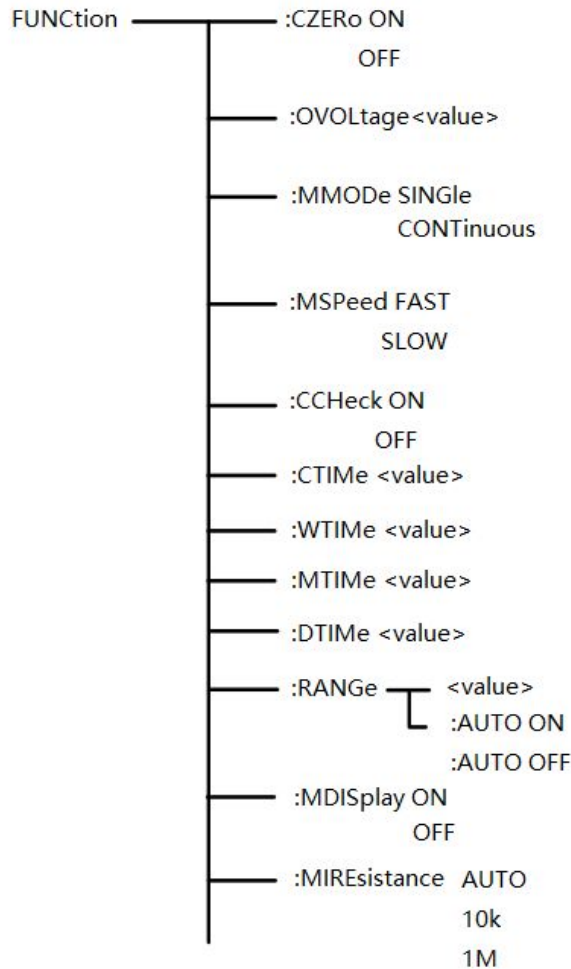 FUNCtion :CZERo ON
OFF
:OVOLtage<value>
:MMODe SINGle
CONTinuous
:MSPeed FAST
SLOW
:CCHeck ON
OFF
:CTIMe <value>
:WTIMe <value>
:MTIMe <value>
:DTIMe <value>
:RANGe <value>
:AUTO ON
:AUTO OFF
:MDISplay ON
OFF
:MIREsistance AUTO
10k
1M